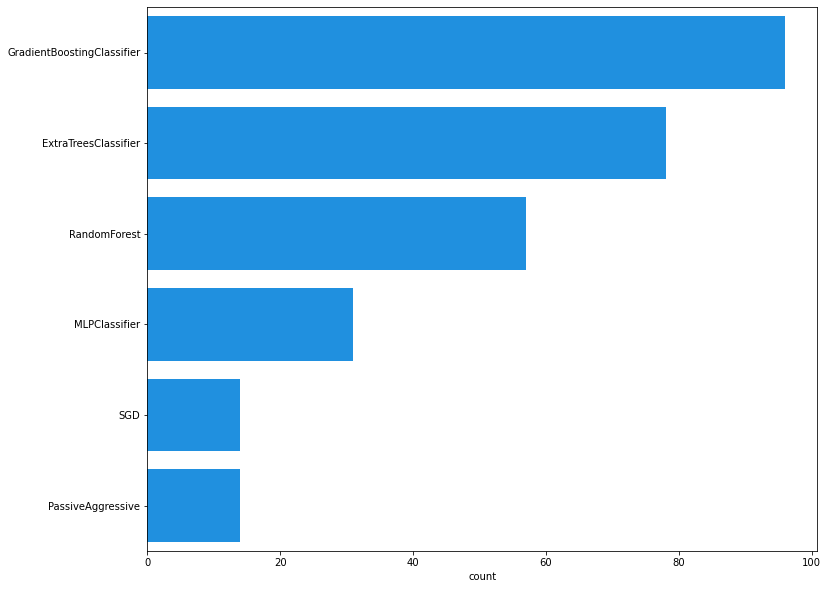 GradientBoostingClassifier
ExtraTreesClassifier
RandomForest
MLPClassifier
SGD
PassiveAggressive
0 20 40 60 80 100
count